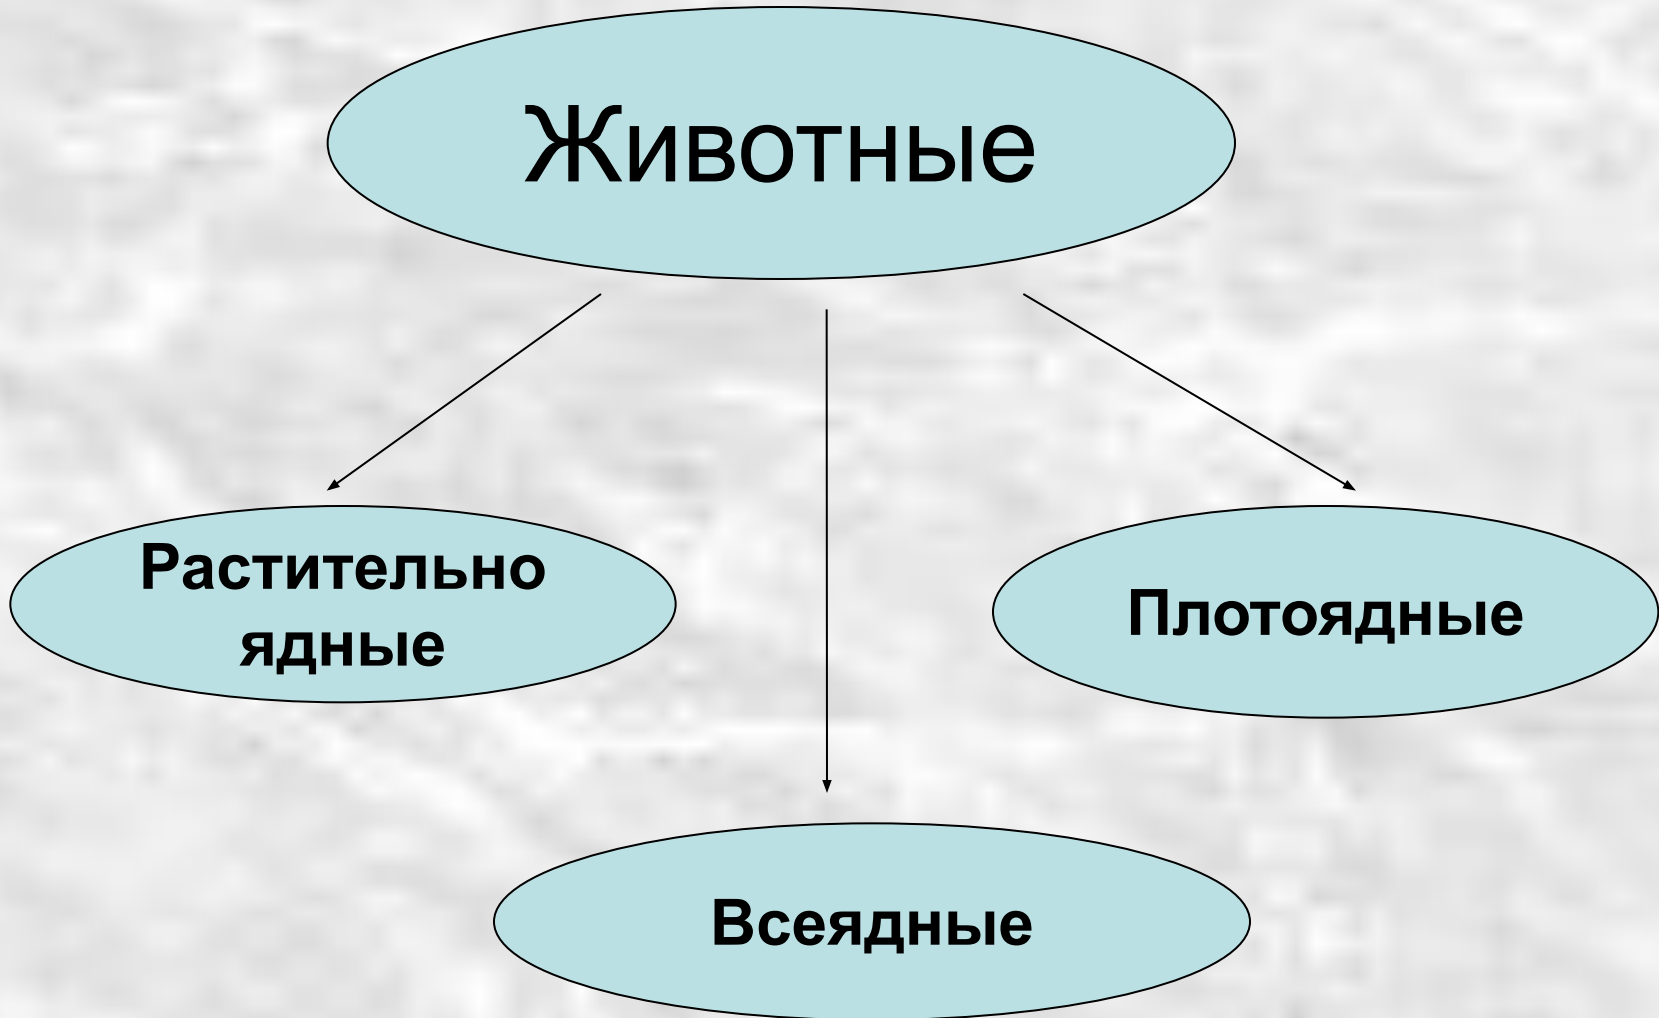 Животные
Растительно
ядные
Плотоядные
Всеядные